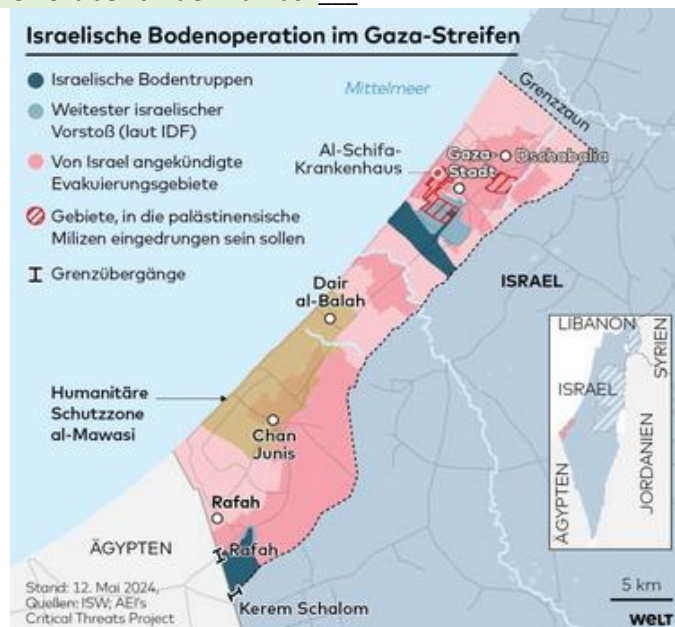 Israelische Bodenoperation im Gaza-Streifen
Israelische Bodentruppen
Weitester israelischer
Vorstoß (laut IDF)
Von Israel angekündigte
Evakuierungsgebiete
Gebiete, in die palästinensische
Milizen eingedrungen sein sollen
Grenzübergänge
Mittelmeer
Grenzzaun
Al-Schifa-
Krankenhaus
Gaza
Stadt
Dschabalia
ISRAEL
Dair
al-Balah
Humanitäre
Schutzzone
al-Mawasi
Chan
Junis
Rafah
Rafah
ÄGYPTEN
Kerem Schalom
LIBANON
SYRIEN
ISRAEL
JORDANIEN
ÄGYPTEN
Stand: 12. Mai 2024,
Quellen: ISW; AEI's
Critical Threats Project
5 km
WELT